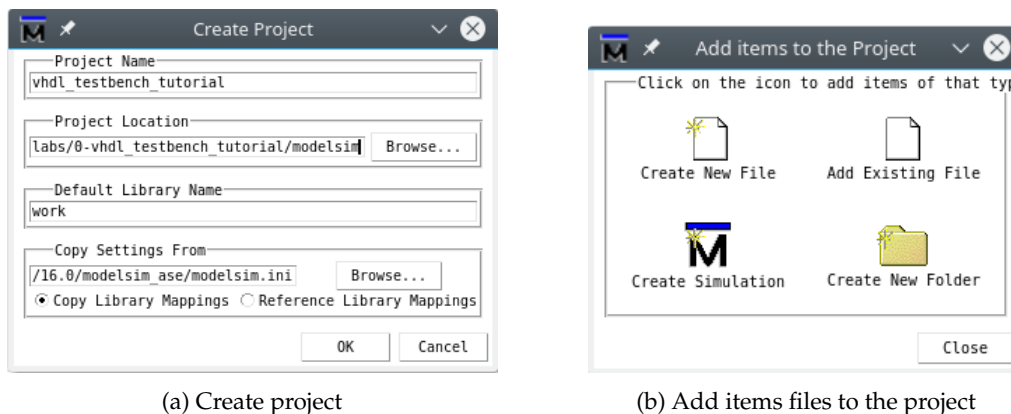 Create Project
Project Name
vhdl_testbench_tutorial
Project Location
labs/0-vhdl_testbench_tutorial/modelsim Browse...
Default Library Name
work
Copy Settings From
/16.0/modelsim_ase/modelsim.ini Browse...
Copy Library Mappings Reference Library Mappings
OK Cancel
(a) Create project
Add items to the Project
Click on the icon to add items of that typ
Create New File Add Existing File
Create Simulation Create New Folder
Close
(b) Add items files to the project